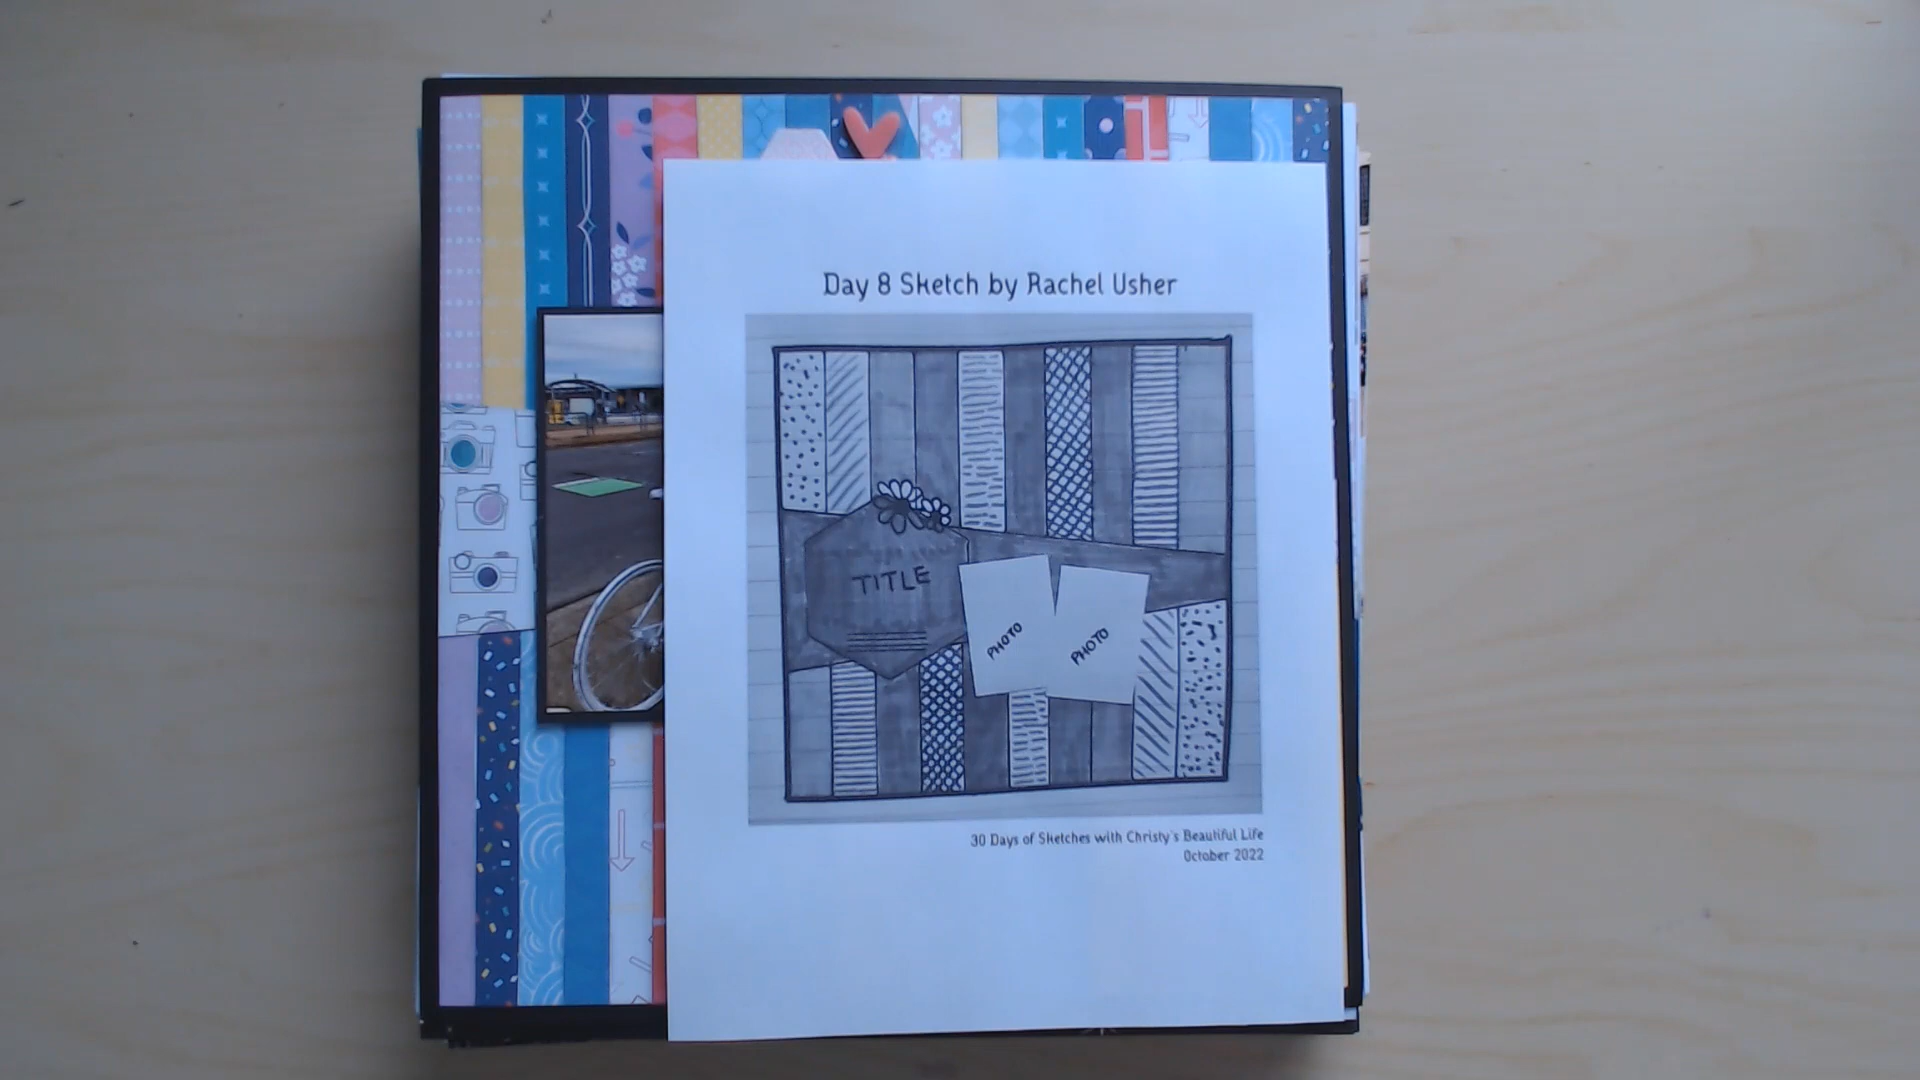 Day 8 Sketch by Rachel Usher
TITLE
PHOTO
PHOTO
30 Days of Sketches with Christy's Beautiful Life
October 2022